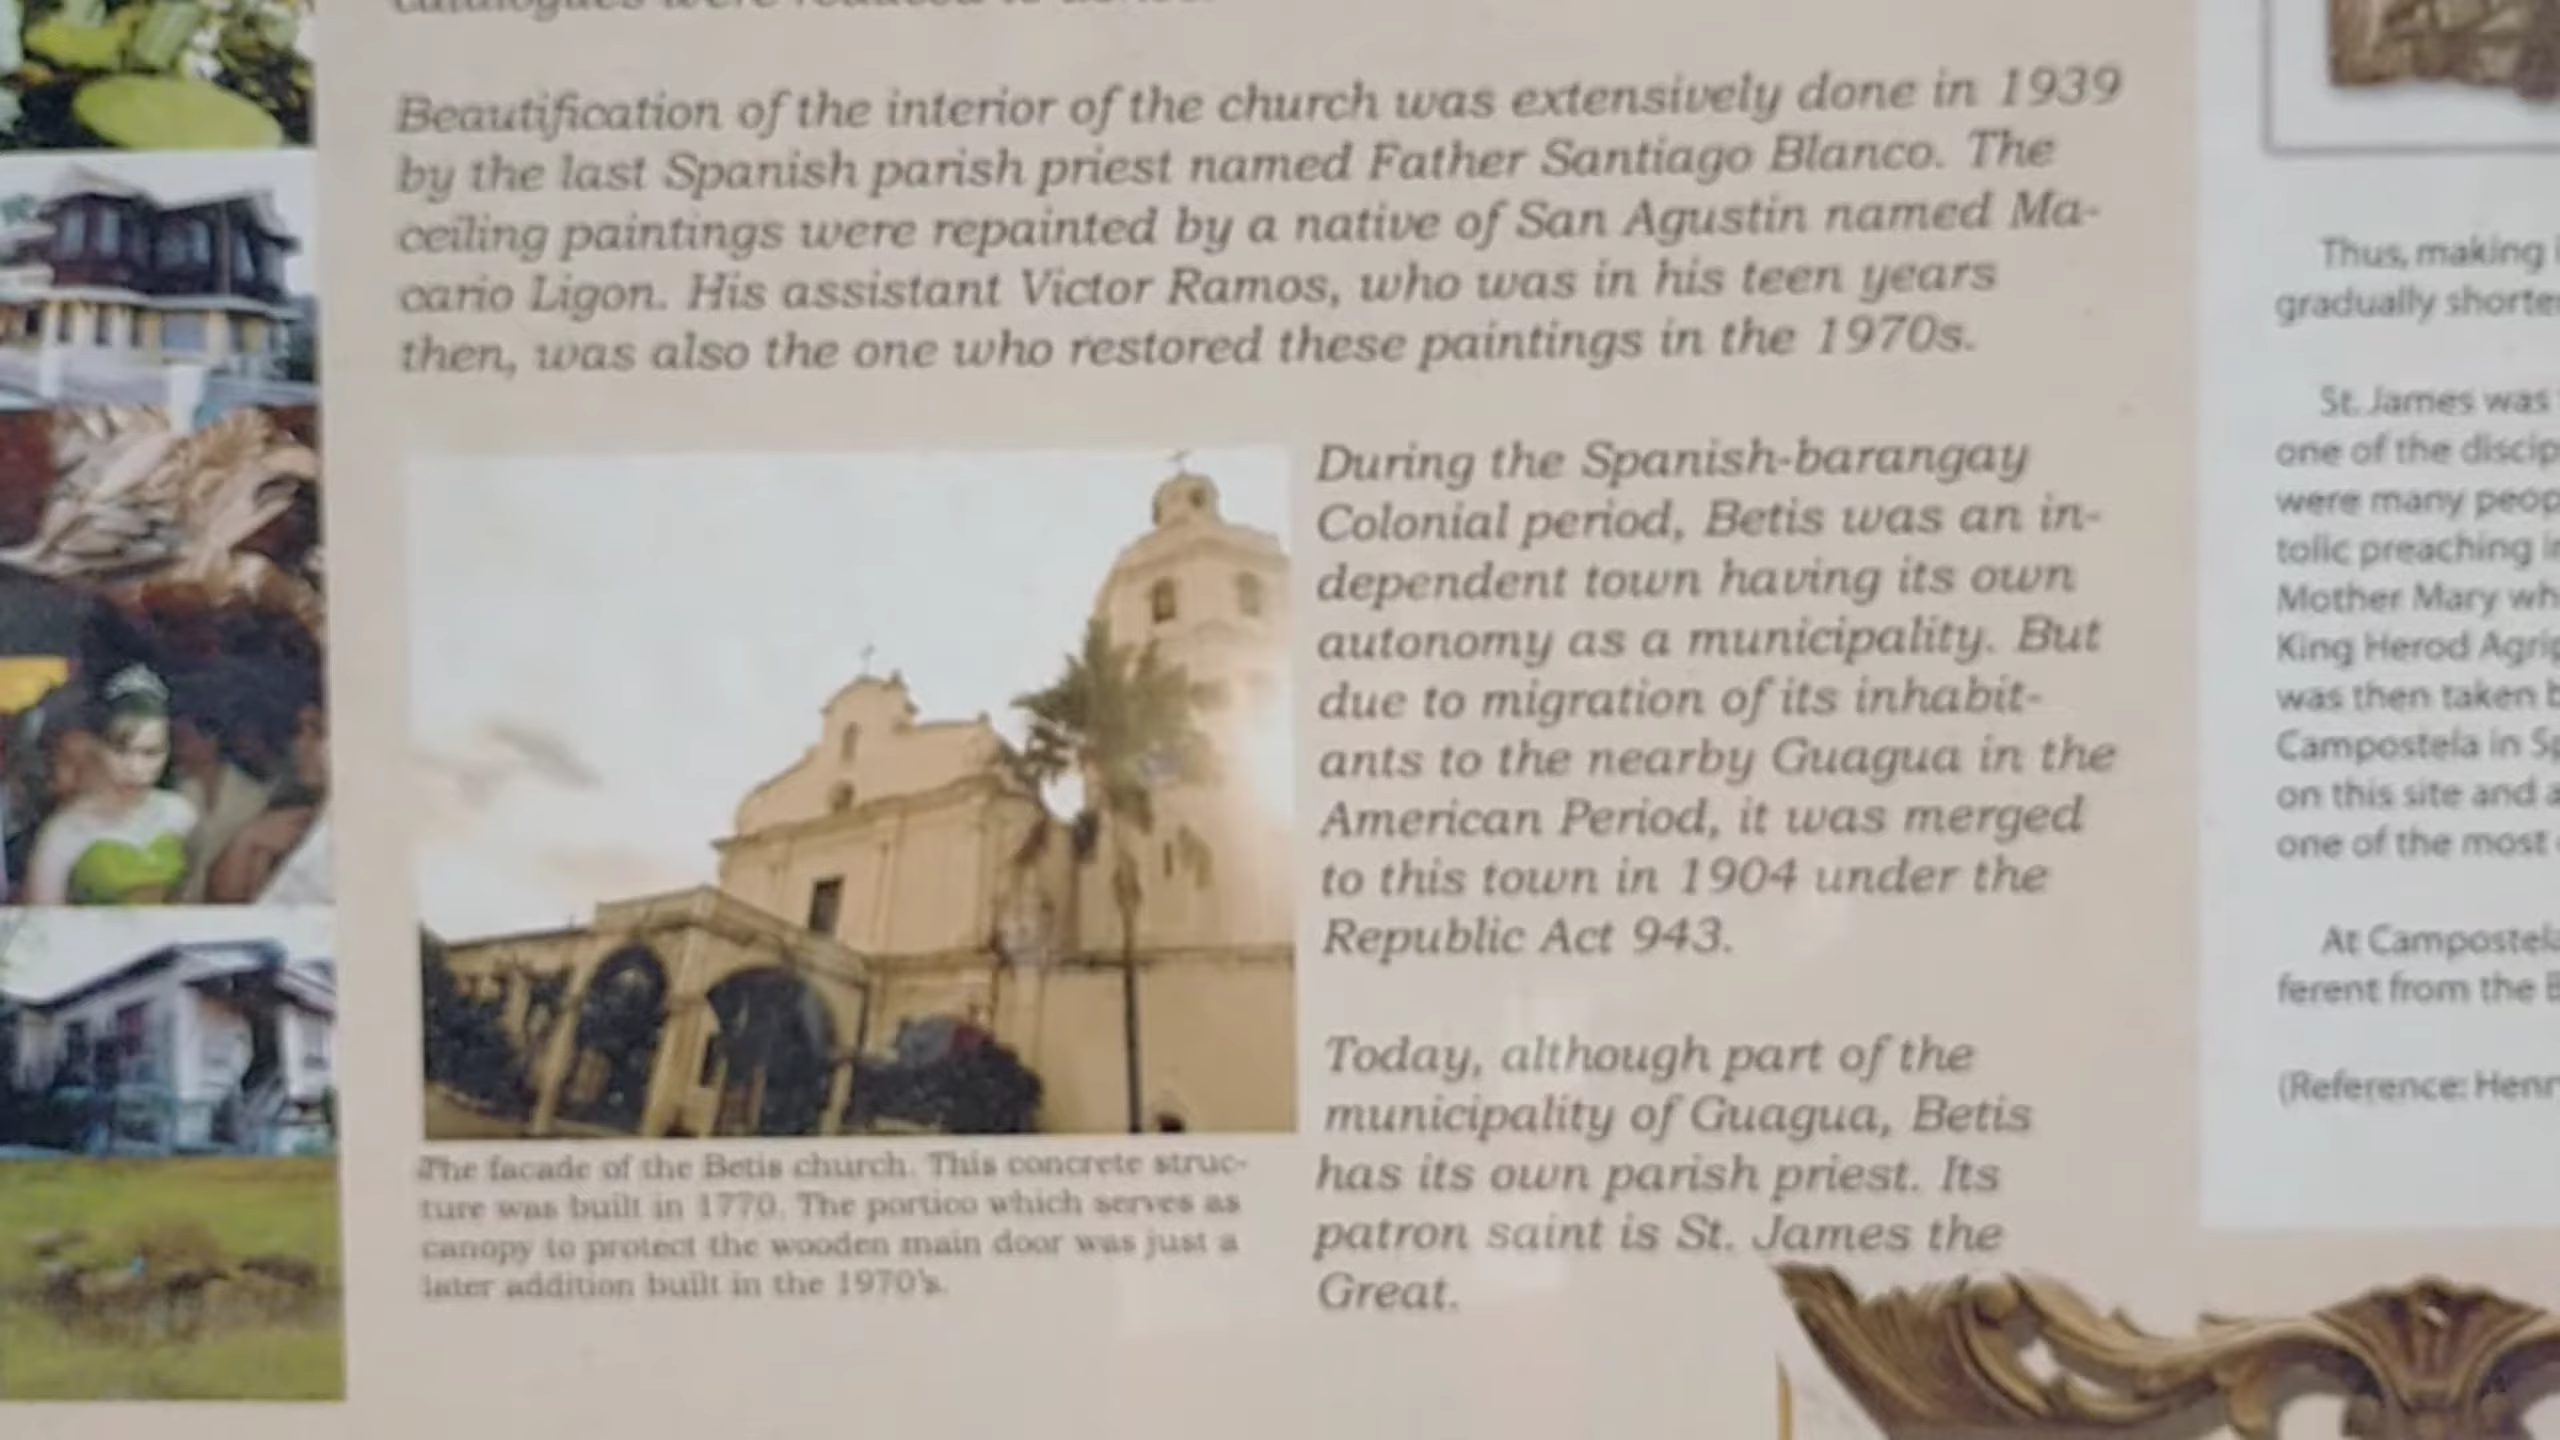 catalogues were reduced to ashes.
Beautification of the interior of the church was extensively done in 1939
by the last Spanish parish priest named Father Santiago Blanco. The
ceiling paintings were repainted by a native of San Agustin named Ma-
cario Ligon. His assistant Victor Ramos, who was in his teen years
then, was also the one who restored these paintings in the 1970s.
During the Spanish-barangay
Colonial period, Betis was an in-
dependent town having its own
autonomy as a municipality. But
due to migration of its inhabit-
ants to the nearby Guagua in the
American Period, it was merged
to this town in 1904 under the
Republic Act 943.
Today, although part of the
municipality of Guagua, Betis
has its own parish priest. Its
patron saint is St. James the
Great.
The facade of the Betis church. This concrete struc-
ture was built in 1770. The portico which serves as
canopy to protect the wooden main door was just a
later addition built in the 1970's.
Thus, making
gradually
St. James was
one of the
were many
tolic preaching
Mother Mary
King Herod
was then taken
Campostela in
on this site and
one of the most
At
ferent from the
(Reference: